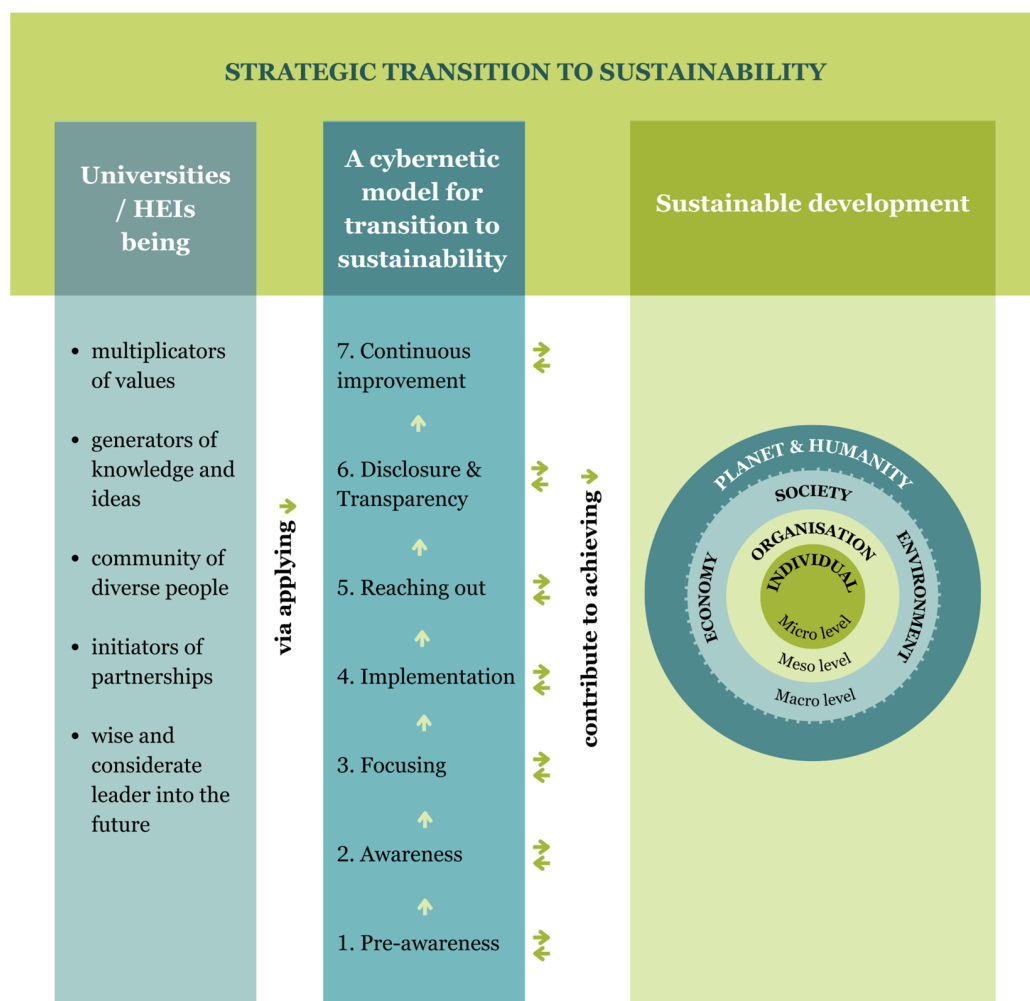 STRATEGIC TRANSITION TO SUSTAINABILITY
Universities
/ HEIs
being
• multiplicators
of values
• generators of
knowledge and
ideas
• community of
diverse people
• initiators of
partnerships
• wise and
considerate
leader into the
future
via applying
A cybernetic
model for
transition to
sustainability
7. Continuous
improvement
6. Disclosure &
Transparency
5. Reaching out
4. Implementation
3. Focusing
2. Awareness
1. Pre-awareness
contribute to achieving
Sustainable development
PLANET & HUMANITY
SOCIETY
ECONOMY
ENVIRONMENT
ORGANISATION
INDIVIDUAL
Micro level
Meso level
Macro level